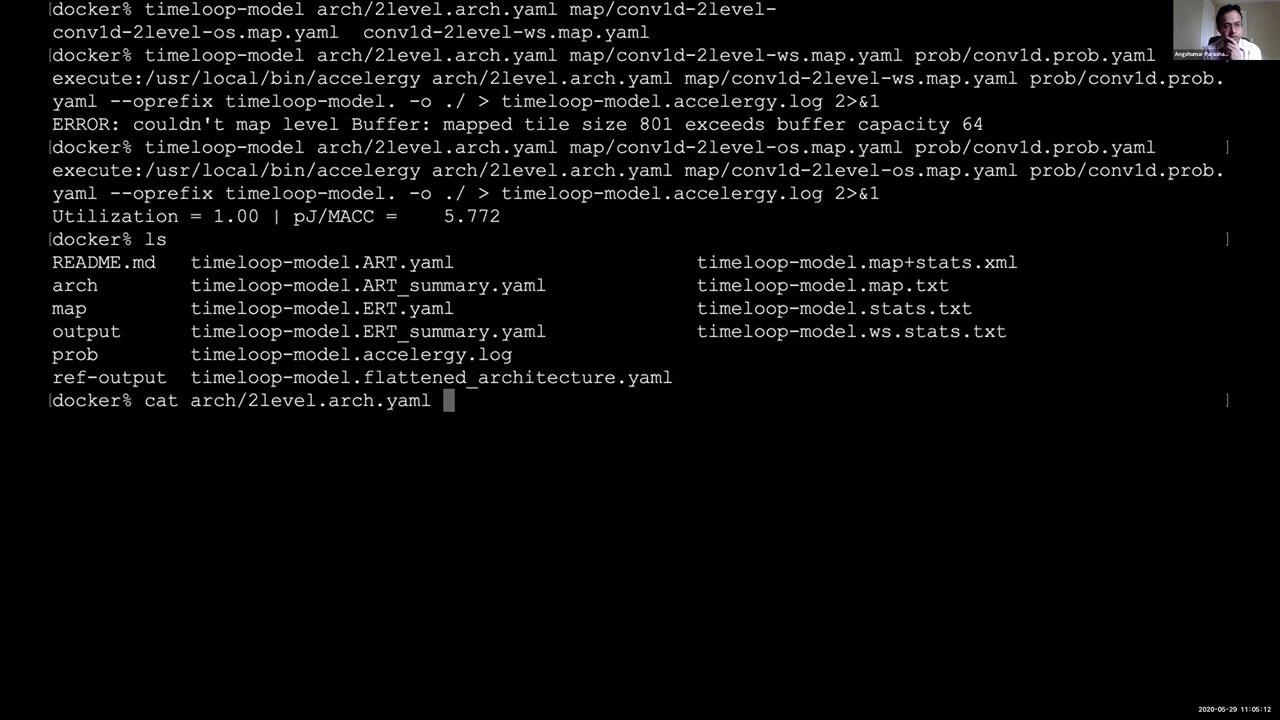 [docker% timeloop-model arch/2level.arch.yaml map/conv1d-2level-
conv1d-2level-os.map.yaml  conv1d-2level-ws.map.yaml
[docker% timeloop-model arch/2level.arch.yaml map/conv1d-2level-ws.map.yaml prob/conv1d.prob.yaml
execute:/usr/local/bin/accelergy arch/2level.arch.yaml map/conv1d-2level-ws.map.yaml prob/conv1d.prob.
yaml --oprefix timeloop-model. -o ./ > timeloop-model.accelergy.log 2>&1
ERROR: couldn't map level Buffer: mapped tile size 801 exceeds buffer capacity 64
[docker% timeloop-model arch/2level.arch.yaml map/conv1d-2level-os.map.yaml prob/conv1d.prob.yaml ]
execute:/usr/local/bin/accelergy arch/2level.arch.yaml map/conv1d-2level-os.map.yaml prob/conv1d.prob.
yaml --oprefix timeloop-model. -o ./ > timeloop-model.accelergy.log 2>&1
Utilization = 1.00 | pJ/MACC =    5.772
[docker% ls ]
README.md   timeloop-model.ART.yaml   timeloop-model.map+stats.xml
arch   timeloop-model.ART_summary.yaml   timeloop-model.map.txt
map   timeloop-model.ERT.yaml   timeloop-model.stats.txt
output   timeloop-model.ERT_summary.yaml   timeloop-model.ws.stats.txt
prob   timeloop-model.accelergy.log
ref-output   timeloop-model.flattened_architecture.yaml
[docker% cat arch/2level.arch.yaml ]
Angshumar Parasha...
2020-05-29 11:05:12